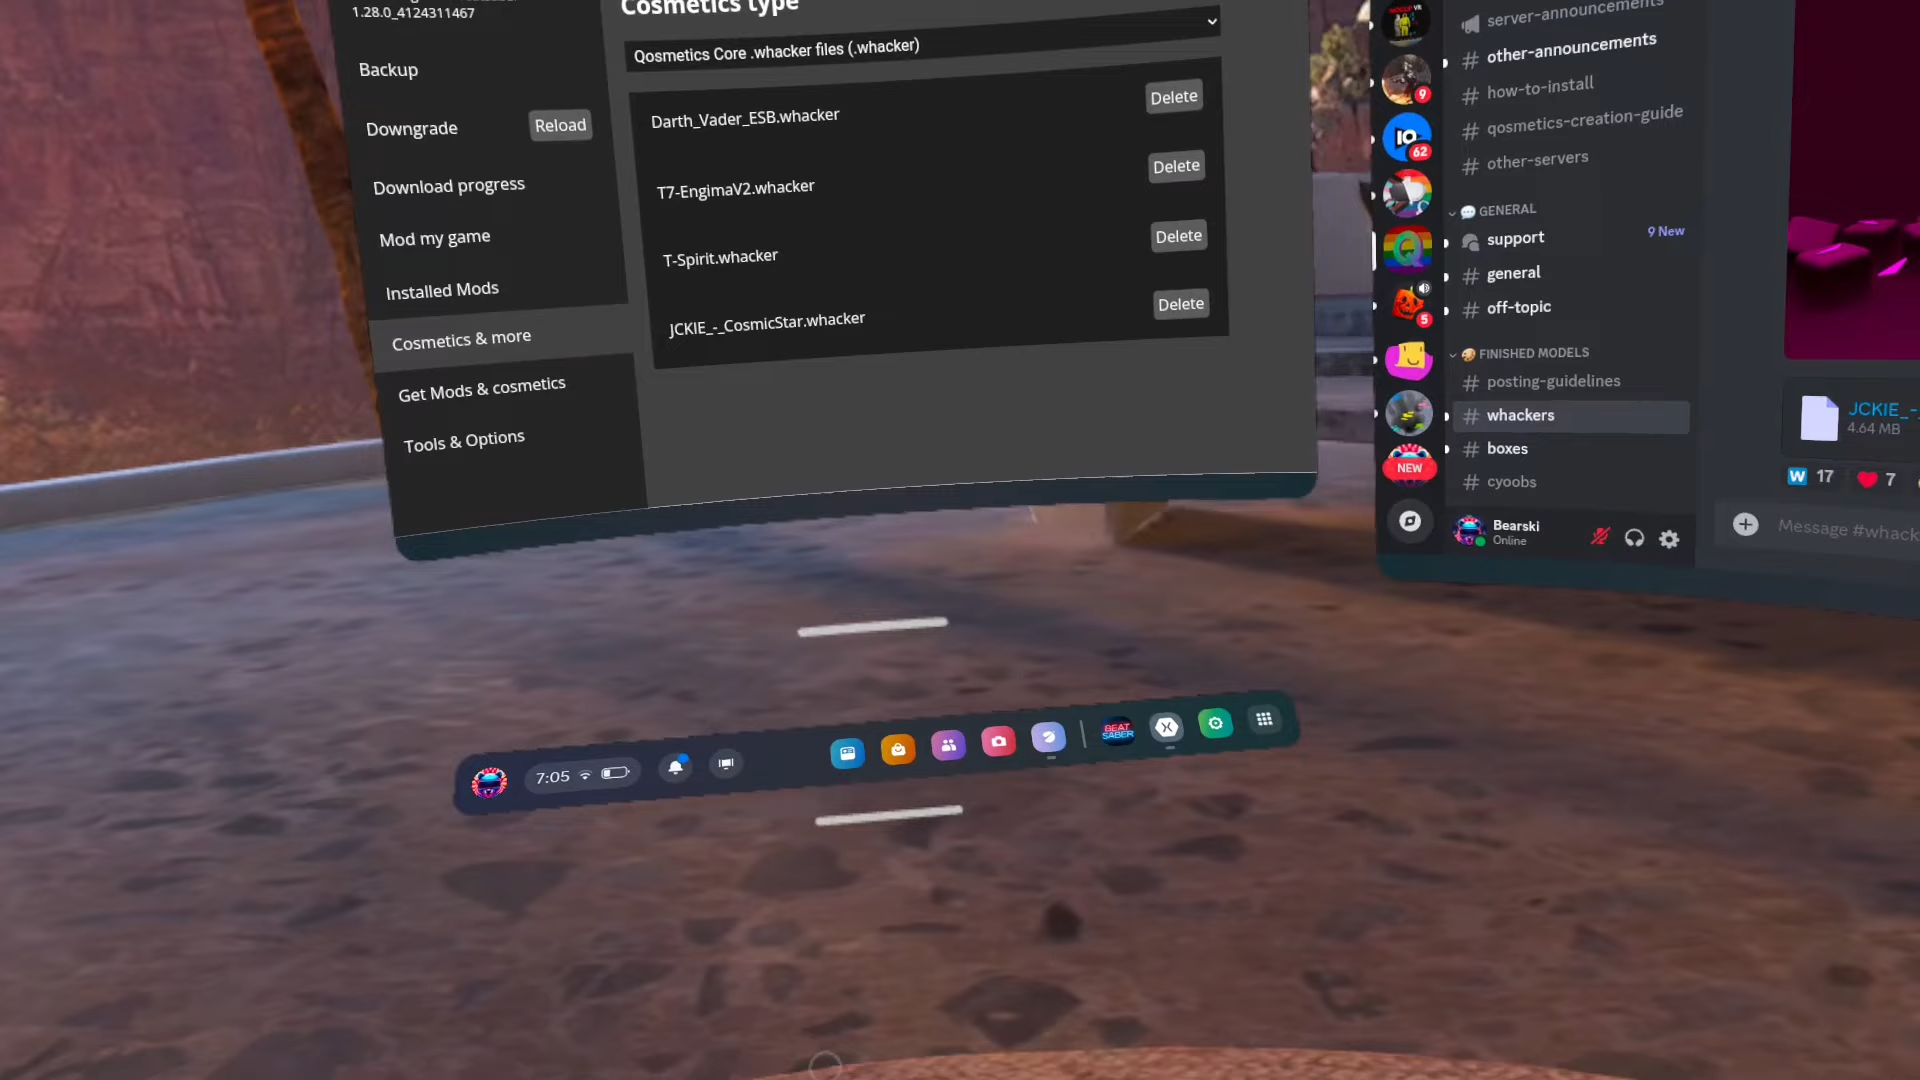 1.28.0_4124311467
Backup
Downgrade
Reload
Download progress
Mod my game
Installed Mods
Cosmetics & more
Get Mods & cosmetics
Tools & Options
Cosmetics type
Qosmetics Core .whacker files (.whacker)
Darth_Vader_ESB.whacker
Delete
T7-EngimaV2.whacker
Delete
T-Spirit.whacker
Delete
JCKIE_-_CosmicStar.whacker
Delete
9
62
5
NEW
server-announcements
other-announcements
how-to-install
qosmetics-creation-guide
other-servers
GENERAL
support
9 New
general
off-topic
FINISHED MODELS
posting-guidelines
whackers
boxes
cyoobs
Bearski
Online
JCKIE_-
4.64 MB
W 17
7
Message #whack
7:05
BEAT
SABER